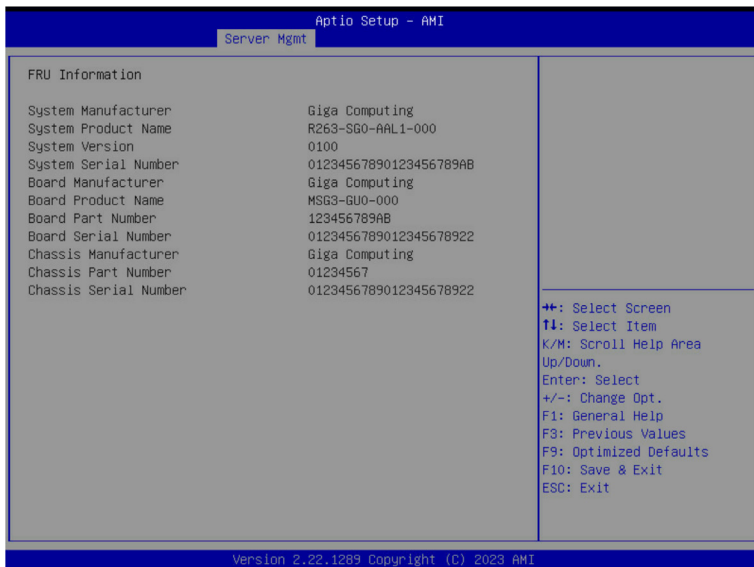 Aptio Setup – AMI
Server Mgmt
FRU Information
System Manufacturer Giga Computing
System Product Name R263-SG0-AAL1-000
System Version 0100
System Serial Number 01234567890123456789AB
Board Manufacturer Giga Computing
Board Product Name MSG3-GU0-000
Board Part Number 123456789AB
Board Serial Number 0123456789012345678922
Chassis Manufacturer Giga Computing
Chassis Part Number 01234567
Chassis Serial Number 0123456789012345678922
→←: Select Screen
↑↓: Select Item
K/M: Scroll Help Area
Up/Down.
Enter: Select
+/-: Change Opt.
F1: General Help
F3: Previous Values
F9: Optimized Defaults
F10: Save & Exit
ESC: Exit
Version 2.22.1289 Copyright (C) 2023 AMI